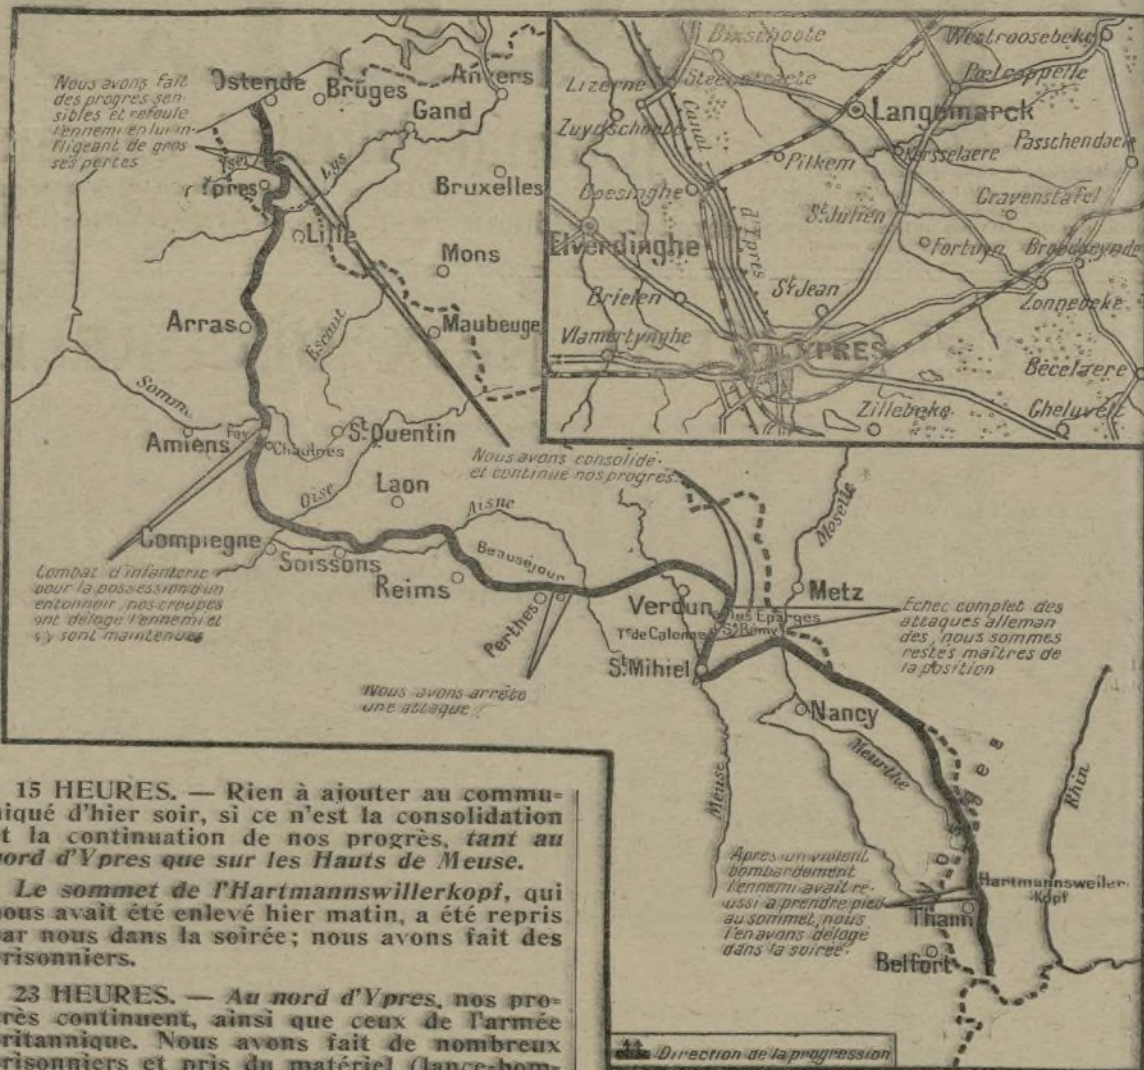 Nous avons fait
des progrès sen-
sibles et refoulé
l'ennemi en lui in-
fligeant de gros
ses pertes
Ostende
Bruges
Anvers
Gand
Yser
Lys
Ypres
Bruxelles
Lille
Mons
Arras
Escaut
Maubeuge
Somm
Amiens
Fay
Chaulnes
St Quentin
Oise
Laon
Aisne
Nous avons consolidé
et continué nos progrès
Compiegne
Soissons
Reims
Beauséjour
Perthes
Combat d'infanterie
pour la possession d'un
entonnoir, nos troupes
ont délogé l'ennemi et
s'y sont maintenues
Nous avons arrêté
une attaque
Verdun
les Eparges
St Rémy
Tée de Calonne
St Mihiel
Moselle
Metz
Echec complet des
attaques alleman
des, nous sommes
restés maîtres de
la position
Nancy
Meurthe
Meuse
Vosges
Rhin
Après un violent
bombardement
l'ennemi avait ré-
ussi a prendre pied
au sommet, nous
l'en avons délogé
dans la soirée.
Hartmannsweiler-
Kopf
Thann
Belfort
Direction de la progression
Bixschoote
Westroosebeke
Lizerne
Steenstraete
Poelcappelle
Langemarck
Zuydschoote
Canal
d'Ypres
Pilkem
Kersselaere
Passchendaele
Boesinghe
St Julien
Gravenstafel
Elverdinghe
Fortuyn
Broodseynde
Brielen
St Jean
Zonnebeke
Vlamertynghe
YPRES
Becelaere
Zillebeke
Gheluvelt
15 HEURES. — Rien à ajouter au commu-
niqué d'hier soir, si ce n'est la consolidation
et la continuation de nos progrès, tant au
nord d'Ypres que sur les Hauts de Meuse.
Le sommet de l'Hartmannswillerkopf, qui
nous avait été enlevé hier matin, a été repris
par nous dans la soirée; nous avons fait des
prisonniers.
23 HEURES. — Au nord d'Ypres, nos pro-
grès continuent, ainsi que ceux de l'armée
britannique. Nous avons fait de nombreux
prisonniers et pris du matériel (lance-bom-